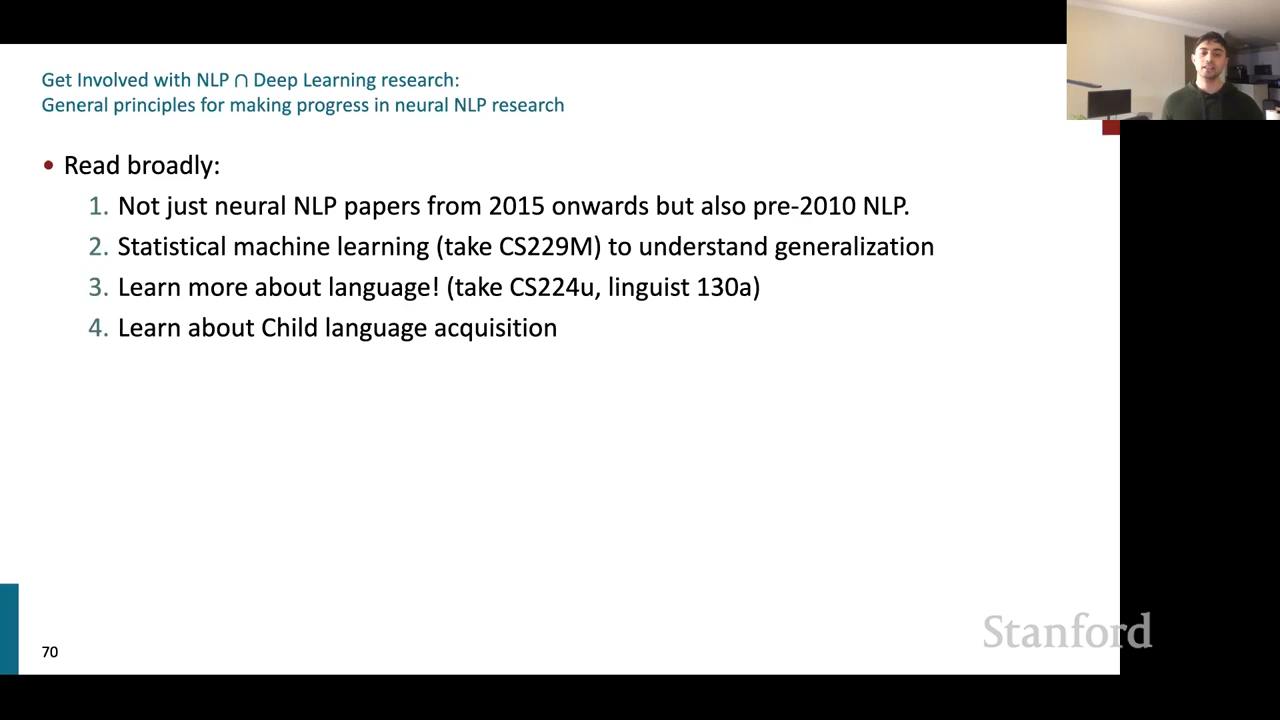 Get Involved with NLP ∩ Deep Learning research:
General principles for making progress in neural NLP research
• Read broadly:
1. Not just neural NLP papers from 2015 onwards but also pre-2010 NLP.
2. Statistical machine learning (take CS229M) to understand generalization
3. Learn more about language! (take CS224u, linguist 130a)
4. Learn about Child language acquisition
Stanford
70